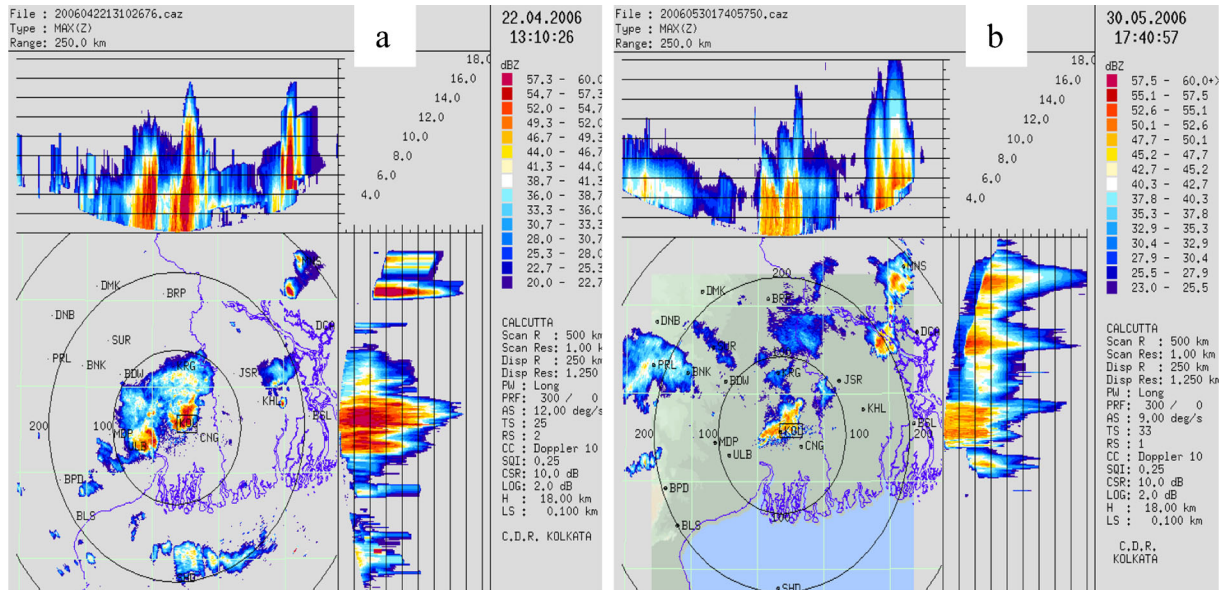 File : 2006042213102676.caz
Type : MAX(Z)
Range: 250.0 km
a
22.04.2006
13:10:26
18.0
16.0
14.0
12.0
10.0
8.0
6.0
4.0
dBZ
57.3 - 60.0
54.7 - 57.3
52.0 - 54.7
49.3 - 52.0
46.7 - 49.3
44.0 - 46.7
41.3 - 44.0
38.7 - 41.3
36.0 - 38.7
33.3 - 36.0
30.7 - 33.3
28.0 - 30.7
25.3 - 28.0
22.7 - 25.3
20.0 - 22.7
DMK
BRP
DNB
SUR
DCA
PRL
BNK
BDW
KRG
JSR
KHL
BSL
200
100
MDP
ULB
KOL
CNG
BPD
BLS
CALCUTTA
Scan R : 500 km
Scan Res: 1.00 km
Disp R : 250 km
Disp Res: 1.250
PW : Long
PRF: 300 / 0
AS : 12.00 deg/s
TS : 25
RS : 2
CC : Doppler 10
SQI: 0.25
CSR: 10.0 dB
LOG: 2.0 dB
H : 18.00 km
LS : 0.100 km
C.D.R. KOLKATA
File : 2006053017405750.caz
Type : MAX(Z)
Range: 250.0 km
b
30.05.2006
17:40:57
18.0
16.0
14.0
12.0
10.0
8.0
6.0
4.0
dBZ
57.5 - 60.0+)
55.1 - 57.5
52.6 - 55.1
50.1 - 52.6
47.7 - 50.1
45.2 - 47.7
42.7 - 45.2
40.3 - 42.7
37.8 - 40.3
35.3 - 37.8
32.9 - 35.3
30.4 - 32.9
27.9 - 30.4
25.5 - 27.9
23.0 - 25.5
200
MNS
DMK
BRP
DNB
SUR
DCA
PRL
BNK
BDW
KRG
JSR
KHL
BSL
200
100
MDP
ULB
KOL
CNG
100
200
BPD
BLS
100
SHD
CALCUTTA
Scan R : 500 km
Scan Res: 1.00 km
Disp R : 250 km
Disp Res: 1.250 km
PW : Long
PRF: 300 / 0
AS : 9.00 deg/s
TS : 33
RS : 1
CC : Doppler 10
SQI: 0.25
CSR: 10.0 dB
LOG: 2.0 dB
H : 18.00 km
LS : 0.100 km
C.D.R.
KOLKATA